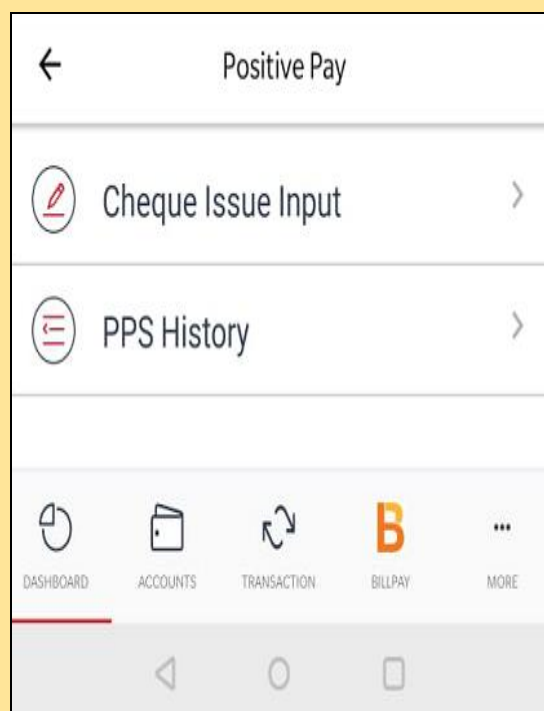 Positive Pay
Cheque Issue Input
PPS History
DASHBOARD ACCOUNTS TRANSACTION BILLPAY MORE